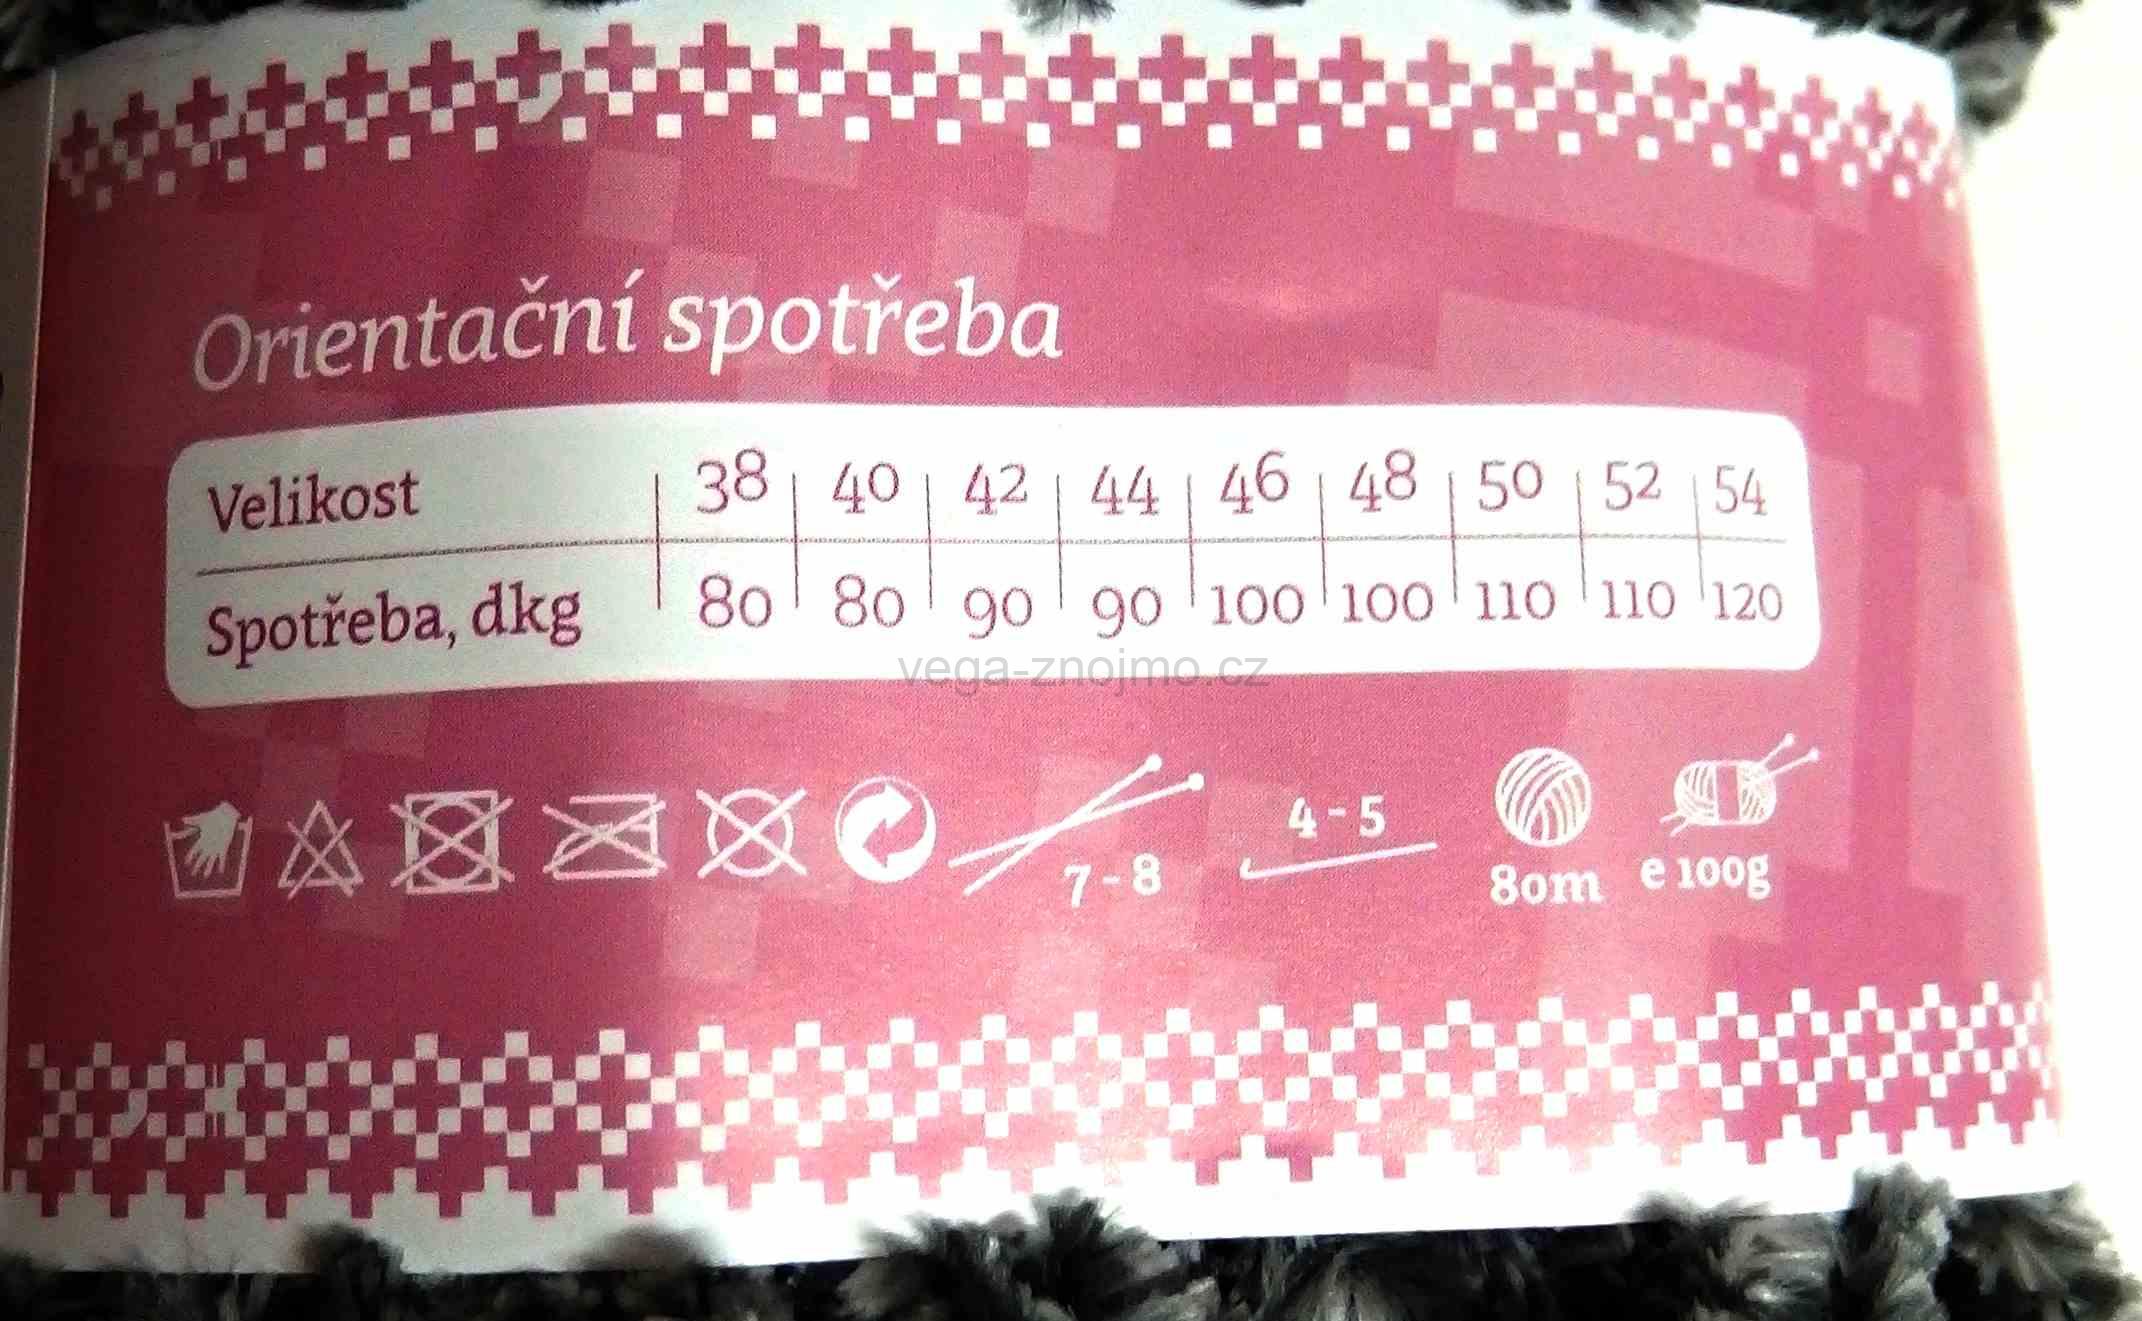 Orientační spotřeba
Velikost 38 40 42 44 46 48 50 52 54
Spotřeba, dkg 80 80 90 90 100 100 110 110 120
vega-znojmo.cz
7-8
4-5
80m
e 100g